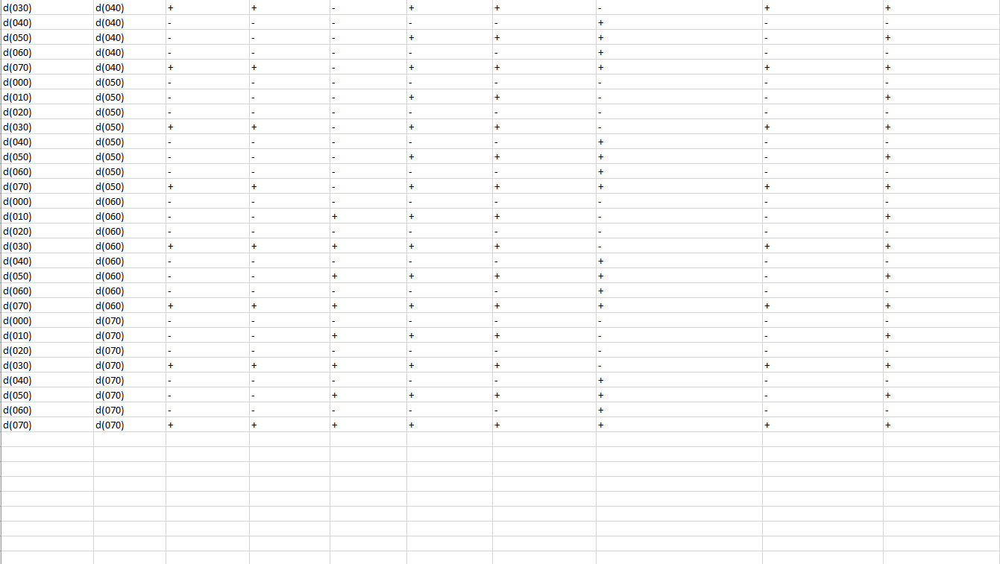 d(030) d(040) + + - + + - + +
d(040) d(040) - - - - - + - -
d(050) d(040) - - - + + + - +
d(060) d(040) - - - - - + - -
d(070) d(040) + + - + + + + +
d(000) d(050) - - - - - - - -
d(010) d(050) - - - + + - - +
d(020) d(050) - - - - - - - -
d(030) d(050) + + - + + - + +
d(040) d(050) - - - - - + - -
d(050) d(050) - - - + + + - +
d(060) d(050) - - - - - + - -
d(070) d(050) + + - + + + + +
d(000) d(060) - - - - - - - -
d(010) d(060) - - + + + - - +
d(020) d(060) - - - - - - - -
d(030) d(060) + + + + + - + +
d(040) d(060) - - - - - + - -
d(050) d(060) - - + + + + - +
d(060) d(060) - - - - - + - -
d(070) d(060) + + + + + + + +
d(000) d(070) - - - - - - - -
d(010) d(070) - - + + + - - +
d(020) d(070) - - - - - - - -
d(030) d(070) + + + + + - + +
d(040) d(070) - - - - - + - -
d(050) d(070) - - + + + + - +
d(060) d(070) - - - - - + - -
d(070) d(070) + + + + + + + +